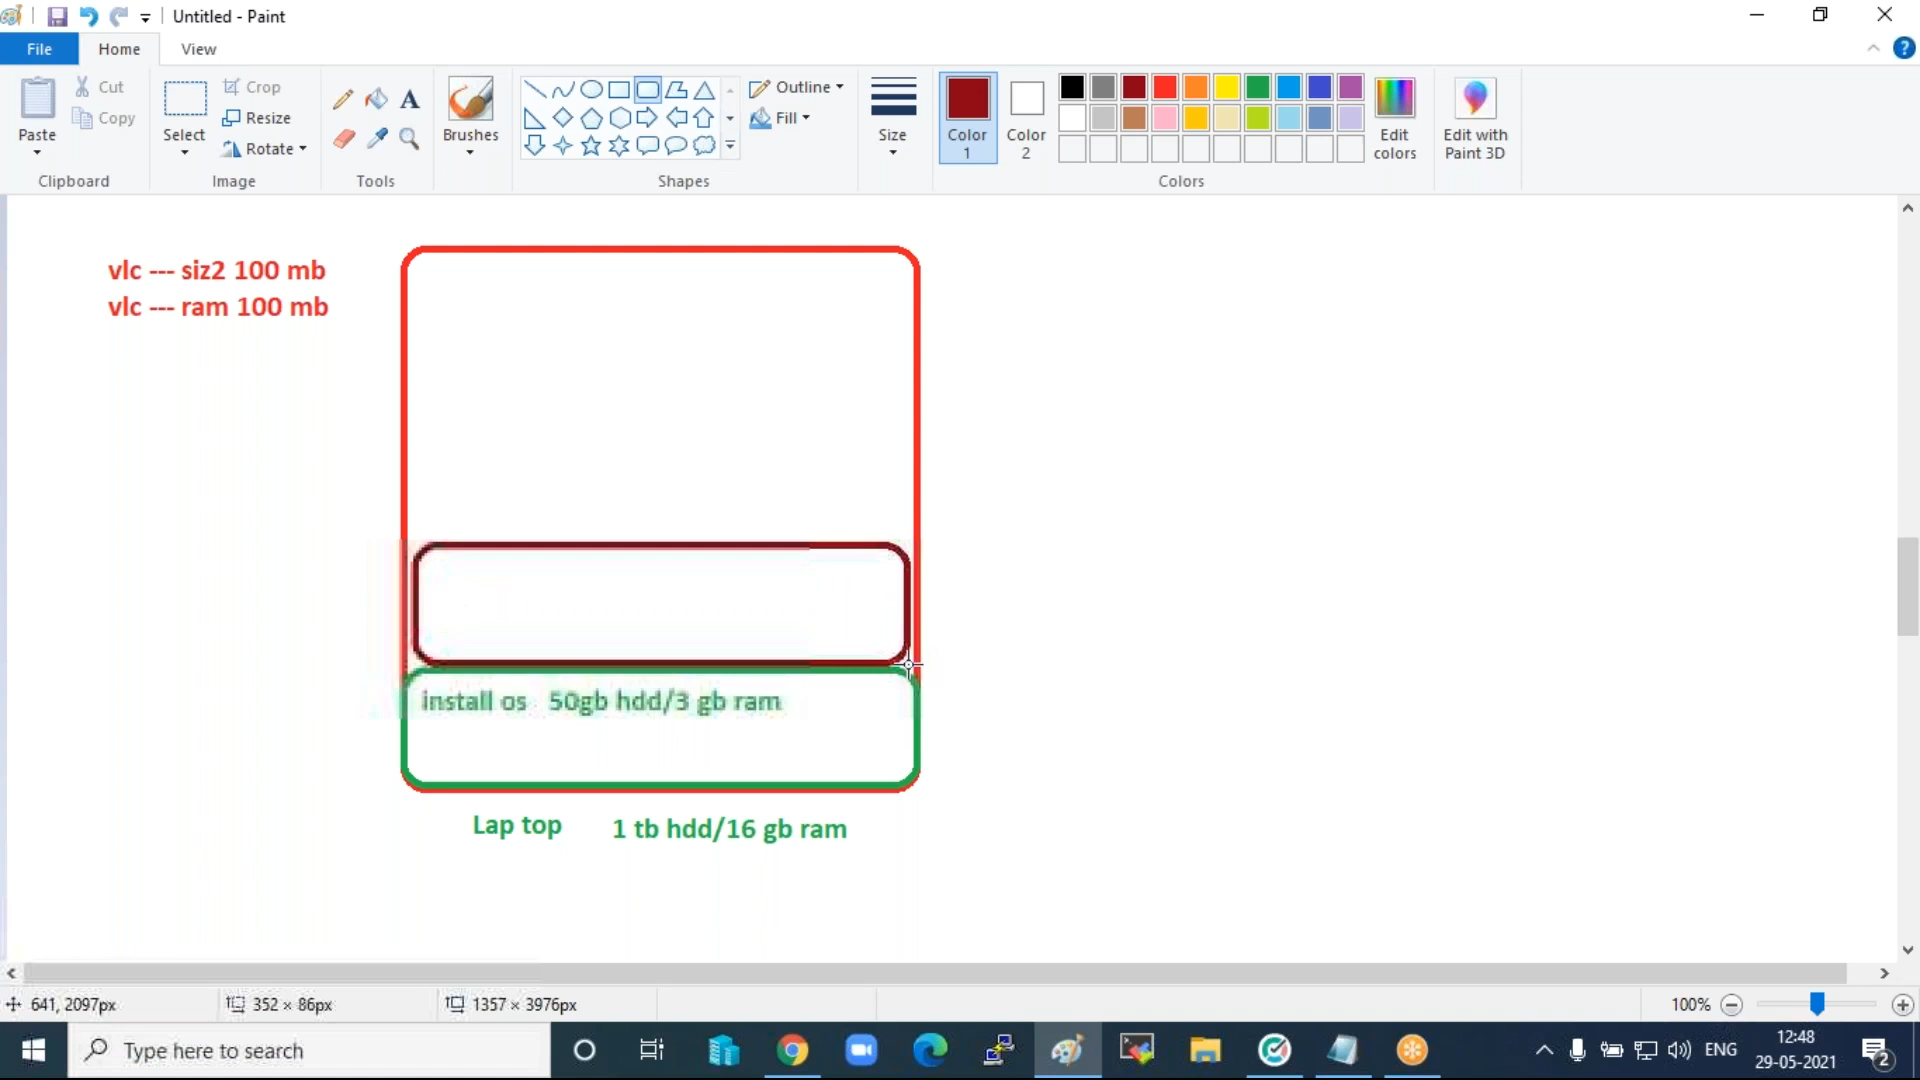 Untitled - Paint
File
Home
View
Paste
Cut
Copy
Clipboard
Select
Crop
Resize
Rotate
Image
Tools
Brushes
Shapes
Outline
Fill
Size
Color 1
Color 2
Edit colors
Colors
Edit with Paint 3D
vlc --- siz2 100 mb
vlc --- ram 100 mb
install os 50gb hdd/3 gb ram
Lap top 1 tb hdd/16 gb ram
641, 2097px
352 × 86px
1357 × 3976px
100%
Type here to search
ENG
12:48
29-05-2021
2